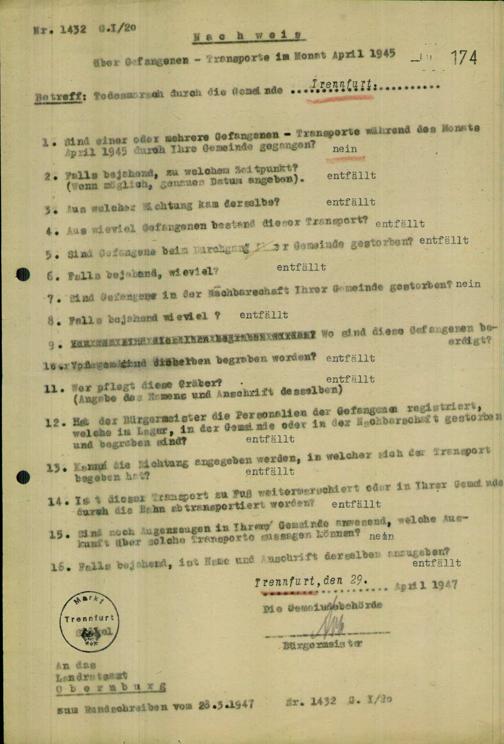 Nr. 1432 G.I/20
Nachweis
über Gefangenen - Transporte im Monat April 1945
174
Betreff: Todesmarsch durch die Gemeinde ....Trennfurt.............
1. Sind einer oder mehrere Gefangenen - Transporte während des Monats
April 1945 durch Ihre Gemeinde gegangen? nein
2. Falls bejahend, zu welchem Zeitpunkt? entfällt
(Wenn möglich, genaues Datum angeben).
3. Aus welcher Richtung kam derselbe? entfällt
4. Aus wieviel Gefangenen bestand dieser Transport? entfällt
5. Sind Gefangene beim Durchgang Ihrer Gemeinde gestorben? entfällt
6. Falls bejahend, wieviel? entfällt
7. Sind Gefangene in der Nachbarschaft Ihrer Gemeinde gestorben? nein
8. Falls bejahend wieviel ? entfällt
9. Wo sind diese Gefangenen be-
erdigt?
10. dieselben begraben worden? entfällt
11. Wer pflegt diese Gräber? entfällt
(Angabe des Namens und Anschrift desselben)
12. Hat der Bürgermeister die Personalien der Gefangenen registriert,
welche in Lager, in der Gemeinde oder in der Nachbarschaft gestorben
und begraben sind? entfällt
13. Kannn die Richtung angegeben werden, in welcher sich der Transport
begeben hat? entfällt
14. Ist dieser Transport zu Fuß weitermarschiert oder in Ihrer Gemeinde
durch die Bahn abtransportiert worden? entfällt
15. Sind noch Augenzeugen in Ihrer Gemeinde anwesend, welche Aus-
kunft über solche Transporte aussagen können? nein
16. Falls bejahend, ist Name und Anschrift derselben anzugeben? entfällt
Trennfurt, den 29. April 1947
Die Gemeindebehörde
Markt
Trennfurt
Bürgermeister
An das
Landratsamt
Obernburg
zum Rundschreiben vom 28.3.1947 Nr. 1432 G. I/20